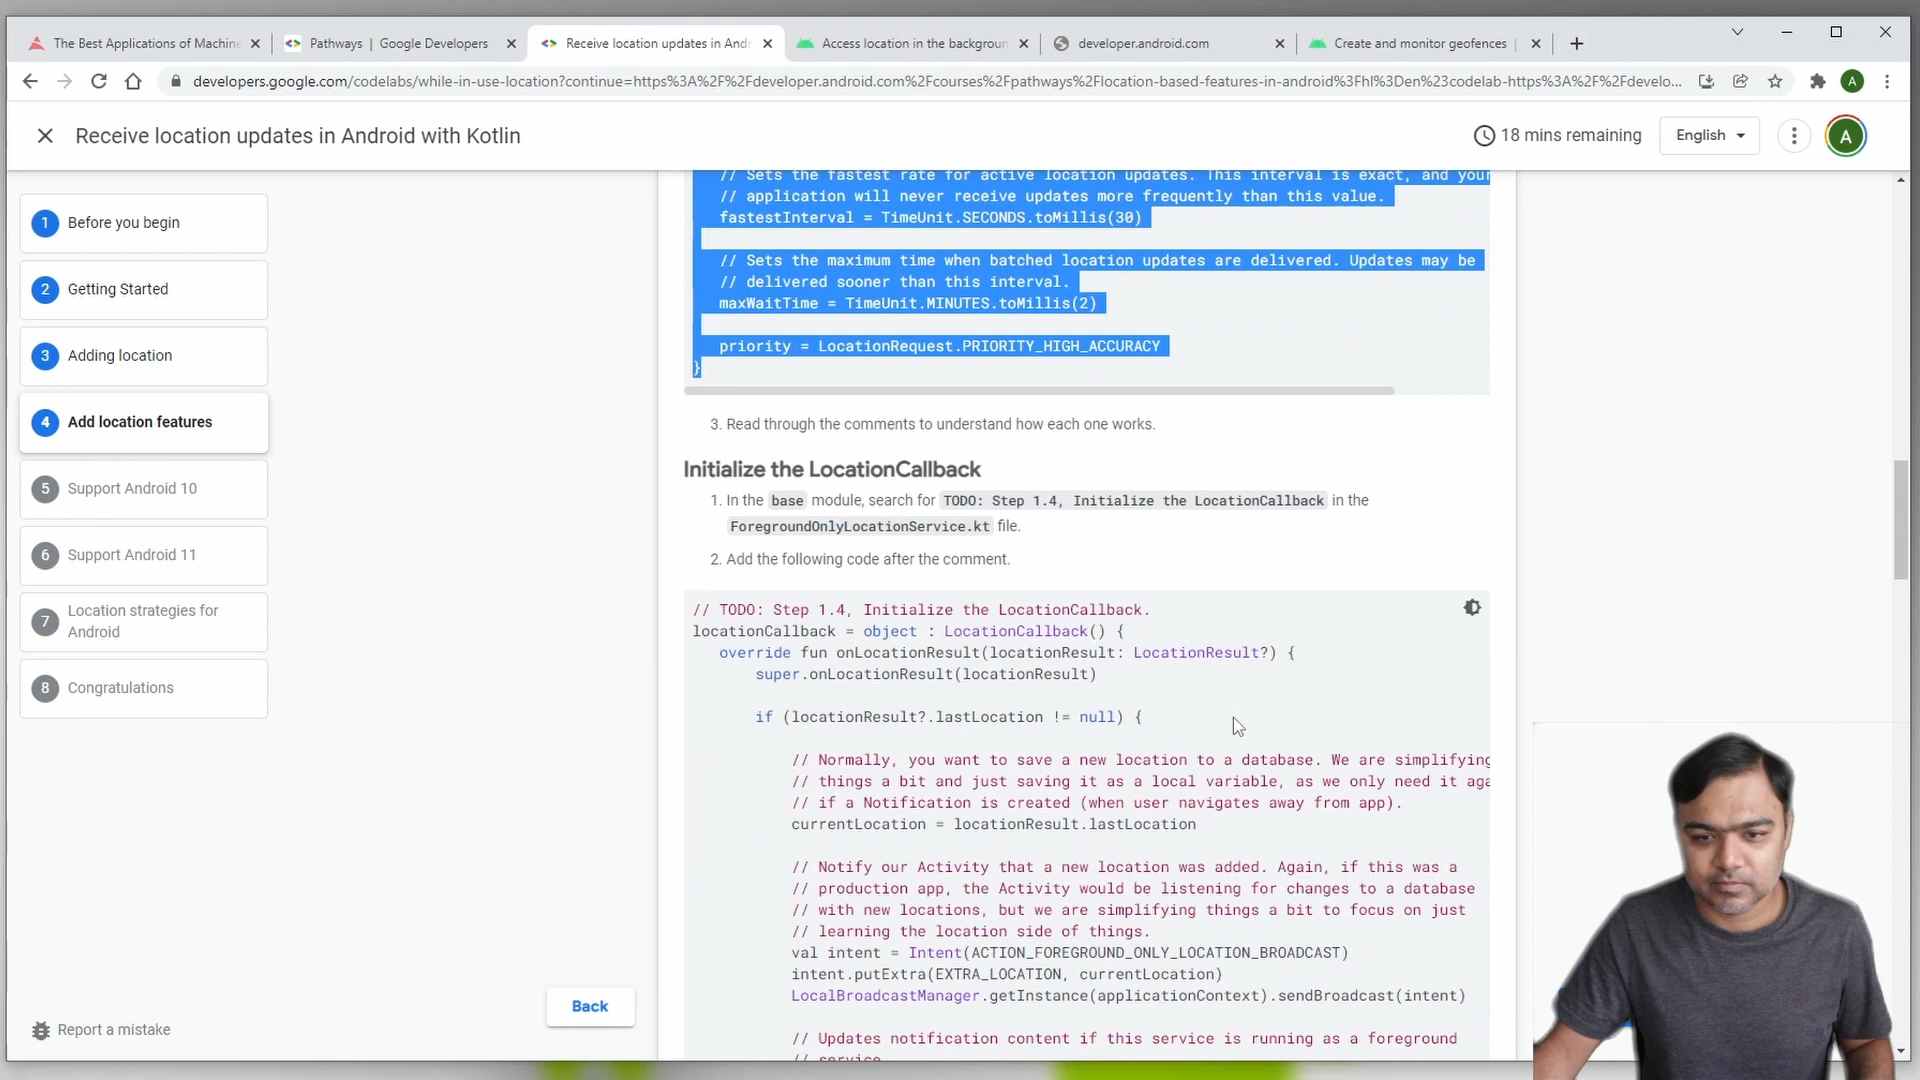 The Best Applications of Machine
Pathways | Google Developers
Receive location updates in Andr
Access location in the backgroun
developer.android.com
Create and monitor geofences |
developers.google.com/codelabs/while-in-use-location?continue=https%3A%2F%2Fdeveloper.android.com%2Fcourses%2Fpathways%2Flocation-based-features-in-android%3Fhl%3Den%23codelab-https%3A%2F%2Fdevelo...
A
Receive location updates in Android with Kotlin
18 mins remaining
English
A
1 Before you begin
2 Getting Started
3 Adding location
4 Add location features
5 Support Android 10
6 Support Android 11
7 Location strategies for
Android
8 Congratulations
Report a mistake
Back
// Sets the fastest rate for active location updates. This interval is exact, and your
// application will never receive updates more frequently than this value.
fastestInterval = TimeUnit.SECONDS.toMillis(30)
// Sets the maximum time when batched location updates are delivered. Updates may be
// delivered sooner than this interval.
maxWaitTime = TimeUnit.MINUTES.toMillis(2)
priority = LocationRequest.PRIORITY_HIGH_ACCURACY
}
3. Read through the comments to understand how each one works.
Initialize the LocationCallback
1. In the base module, search for TODO: Step 1.4, Initialize the LocationCallback in the
ForegroundOnlyLocationService.kt file.
2. Add the following code after the comment.
// TODO: Step 1.4, Initialize the LocationCallback.
locationCallback = object : LocationCallback() {
override fun onLocationResult(locationResult: LocationResult?) {
super.onLocationResult(locationResult)
if (locationResult?.lastLocation != null) {
// Normally, you want to save a new location to a database. We are simplifying
// things a bit and just saving it as a local variable, as we only need it aga
// if a Notification is created (when user navigates away from app).
currentLocation = locationResult.lastLocation
// Notify our Activity that a new location was added. Again, if this was a
// production app, the Activity would be listening for changes to a database
// with new locations, but we are simplifying things a bit to focus on just
// learning the location side of things.
val intent = Intent(ACTION_FOREGROUND_ONLY_LOCATION_BROADCAST)
intent.putExtra(EXTRA_LOCATION, currentLocation)
LocalBroadcastManager.getInstance(applicationContext).sendBroadcast(intent)
// Updates notification content if this service is running as a foreground
// service